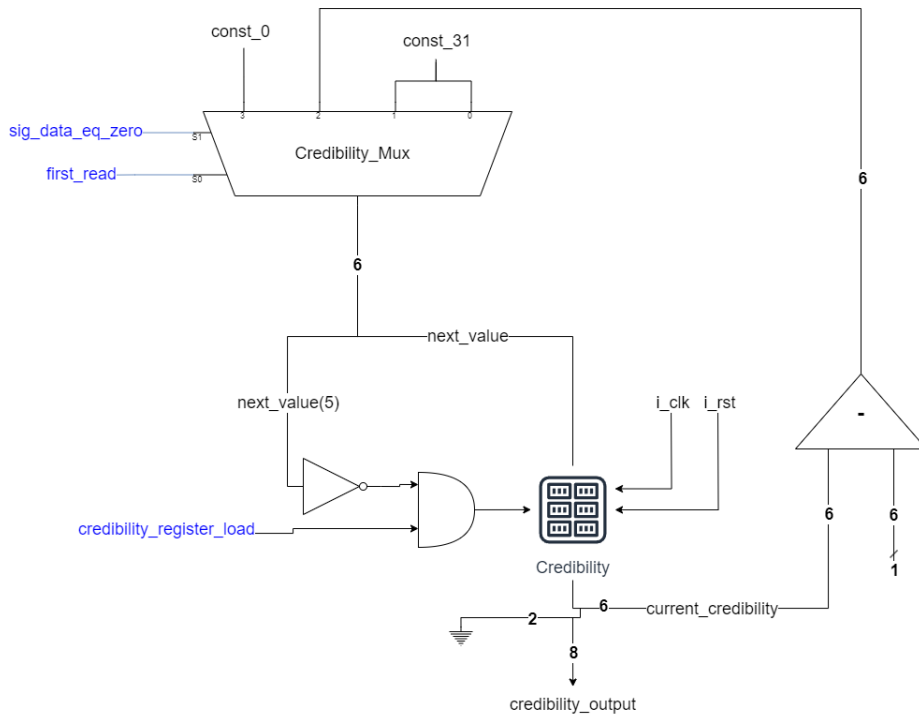 const_0
const_31
3
2
1
0
sig_data_eq_zero
S1
Credibility_Mux
first_read
S0
6
6
next_value
next_value(5)
i_clk
i_rst
-
credibility_register_load
6
6
1
Credibility
6
current_credibility
2
8
credibility_output